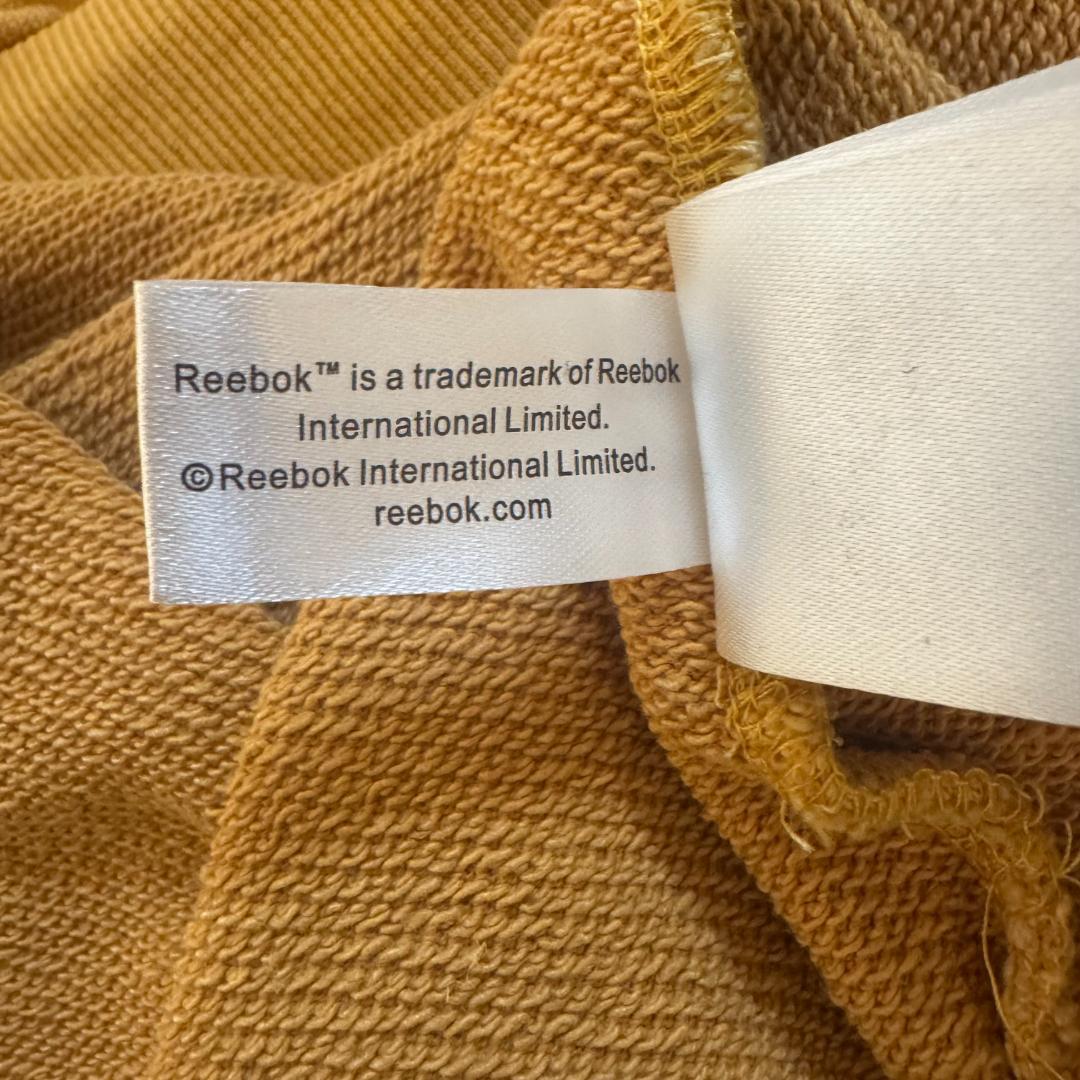 Reebok™ is a trademark of Reebok
International Limited.
©Reebok International Limited.
reebok.com